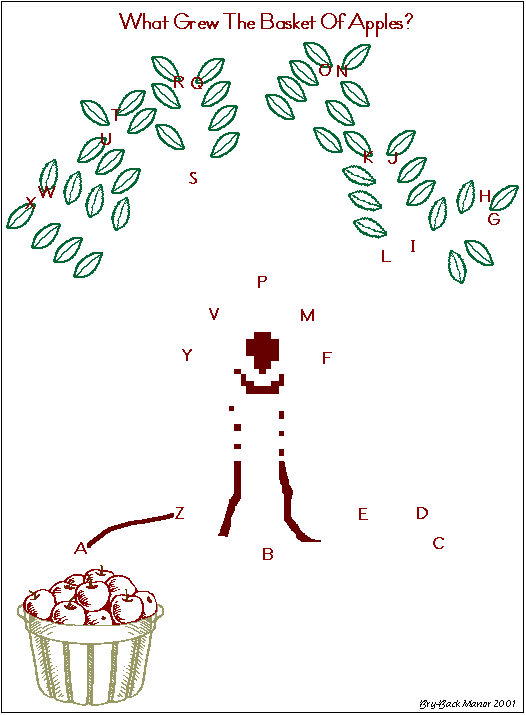 What Grew The Basket Of Apples?
O N
R Q
T
U
K J
S
W
H
X
G
I
L
P
V M
Y F
Z E D
C
A
B
Bry-Back Manor 2001